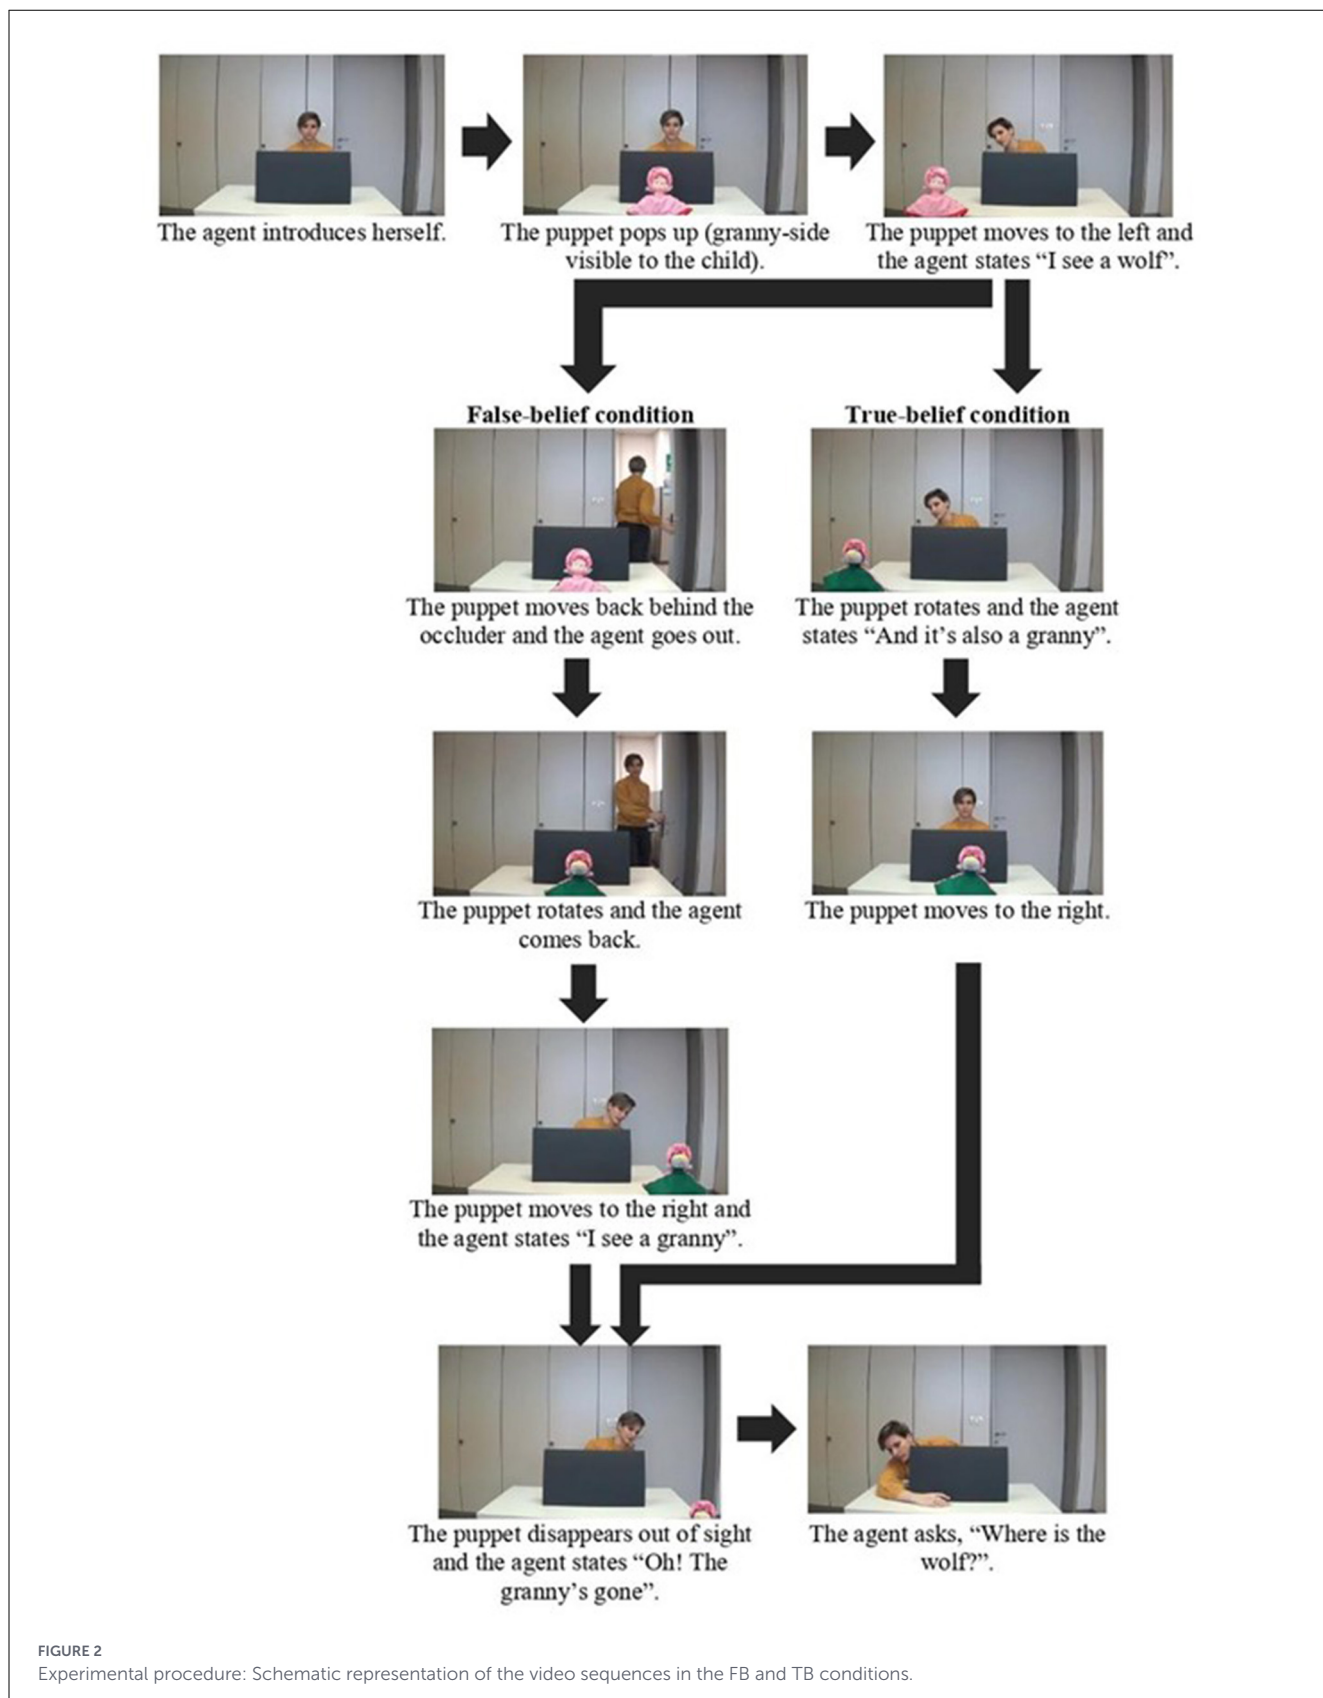 The agent introduces herself.
The puppet pops up (granny-side
visible to the child).
The puppet moves to the left and
the agent states “I see a wolf”.
False-belief condition
True-belief condition
The puppet moves back behind the
occluder and the agent goes out.
The puppet rotates and the agent
states “And it’s also a granny”.
The puppet rotates and the agent
comes back.
The puppet moves to the right.
The puppet moves to the right and
the agent states “I see a granny”.
The puppet disappears out of sight
and the agent states “Oh! The
granny’s gone”.
The agent asks, “Where is the
wolf?”.
FIGURE 2
Experimental procedure: Schematic representation of the video sequences in the FB and TB conditions.